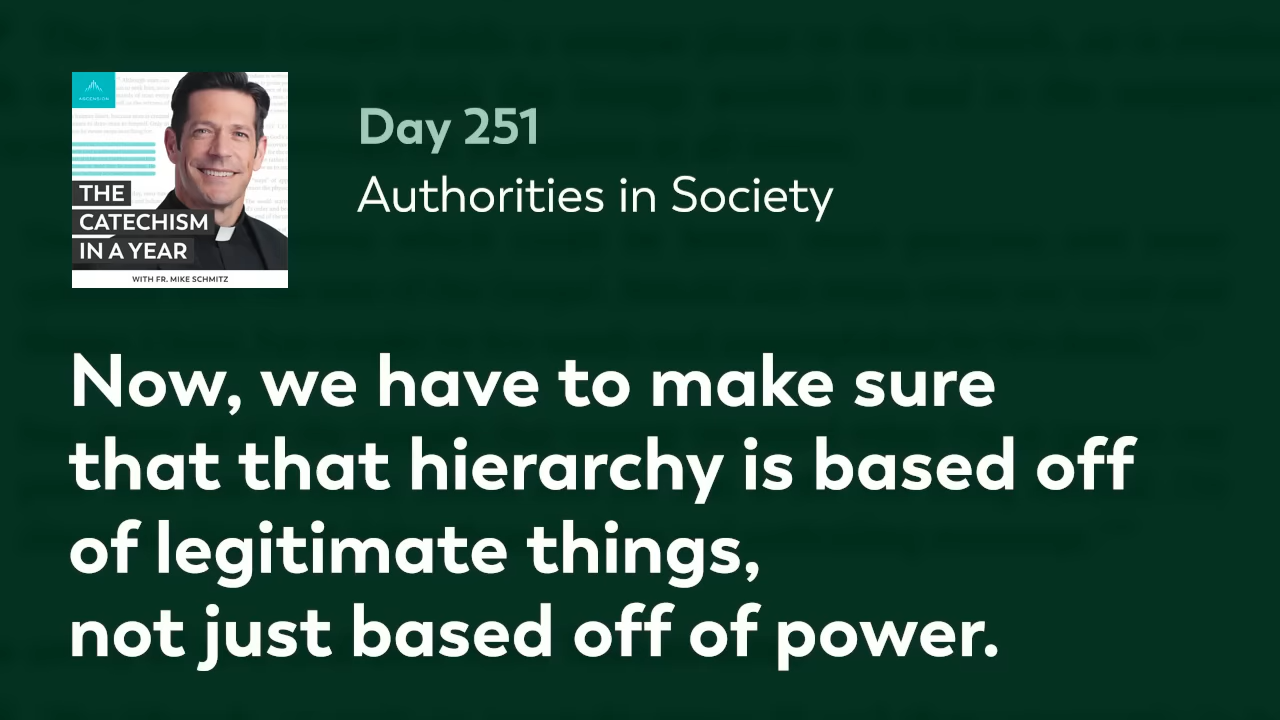 ASCENSION
THE
CATECHISM
IN A YEAR
WITH FR. MIKE SCHMITZ
Day 251
Authorities in Society
Now, we have to make sure
that that hierarchy is based off
of legitimate things,
not just based off of power.